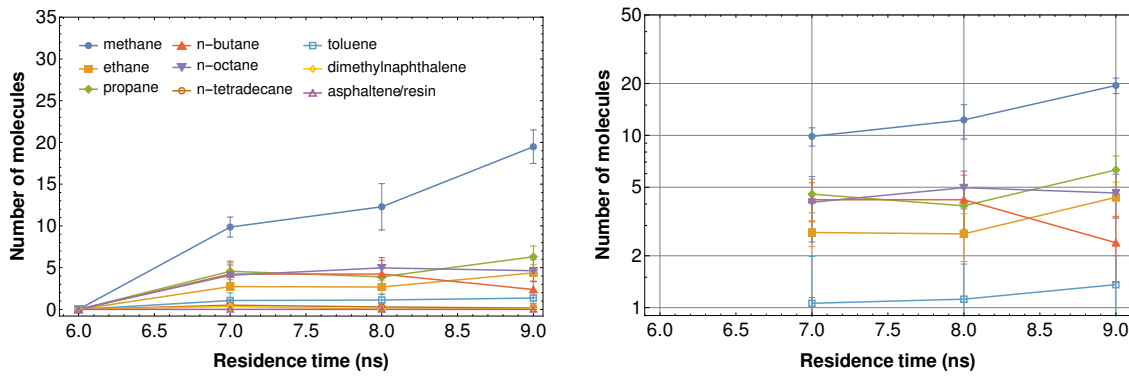 35
30
25
20
15
10
5
0
Number of molecules
methane
ethane
propane
n-butane
n-octane
n-tetradecane
toluene
dimethylnaphthalene
asphaltene/resin
6.0 6.5 7.0 7.5 8.0 8.5 9.0
Residence time (ns)
50
20
10
5
2
1
Number of molecules
6.0 6.5 7.0 7.5 8.0 8.5 9.0
Residence time (ns)